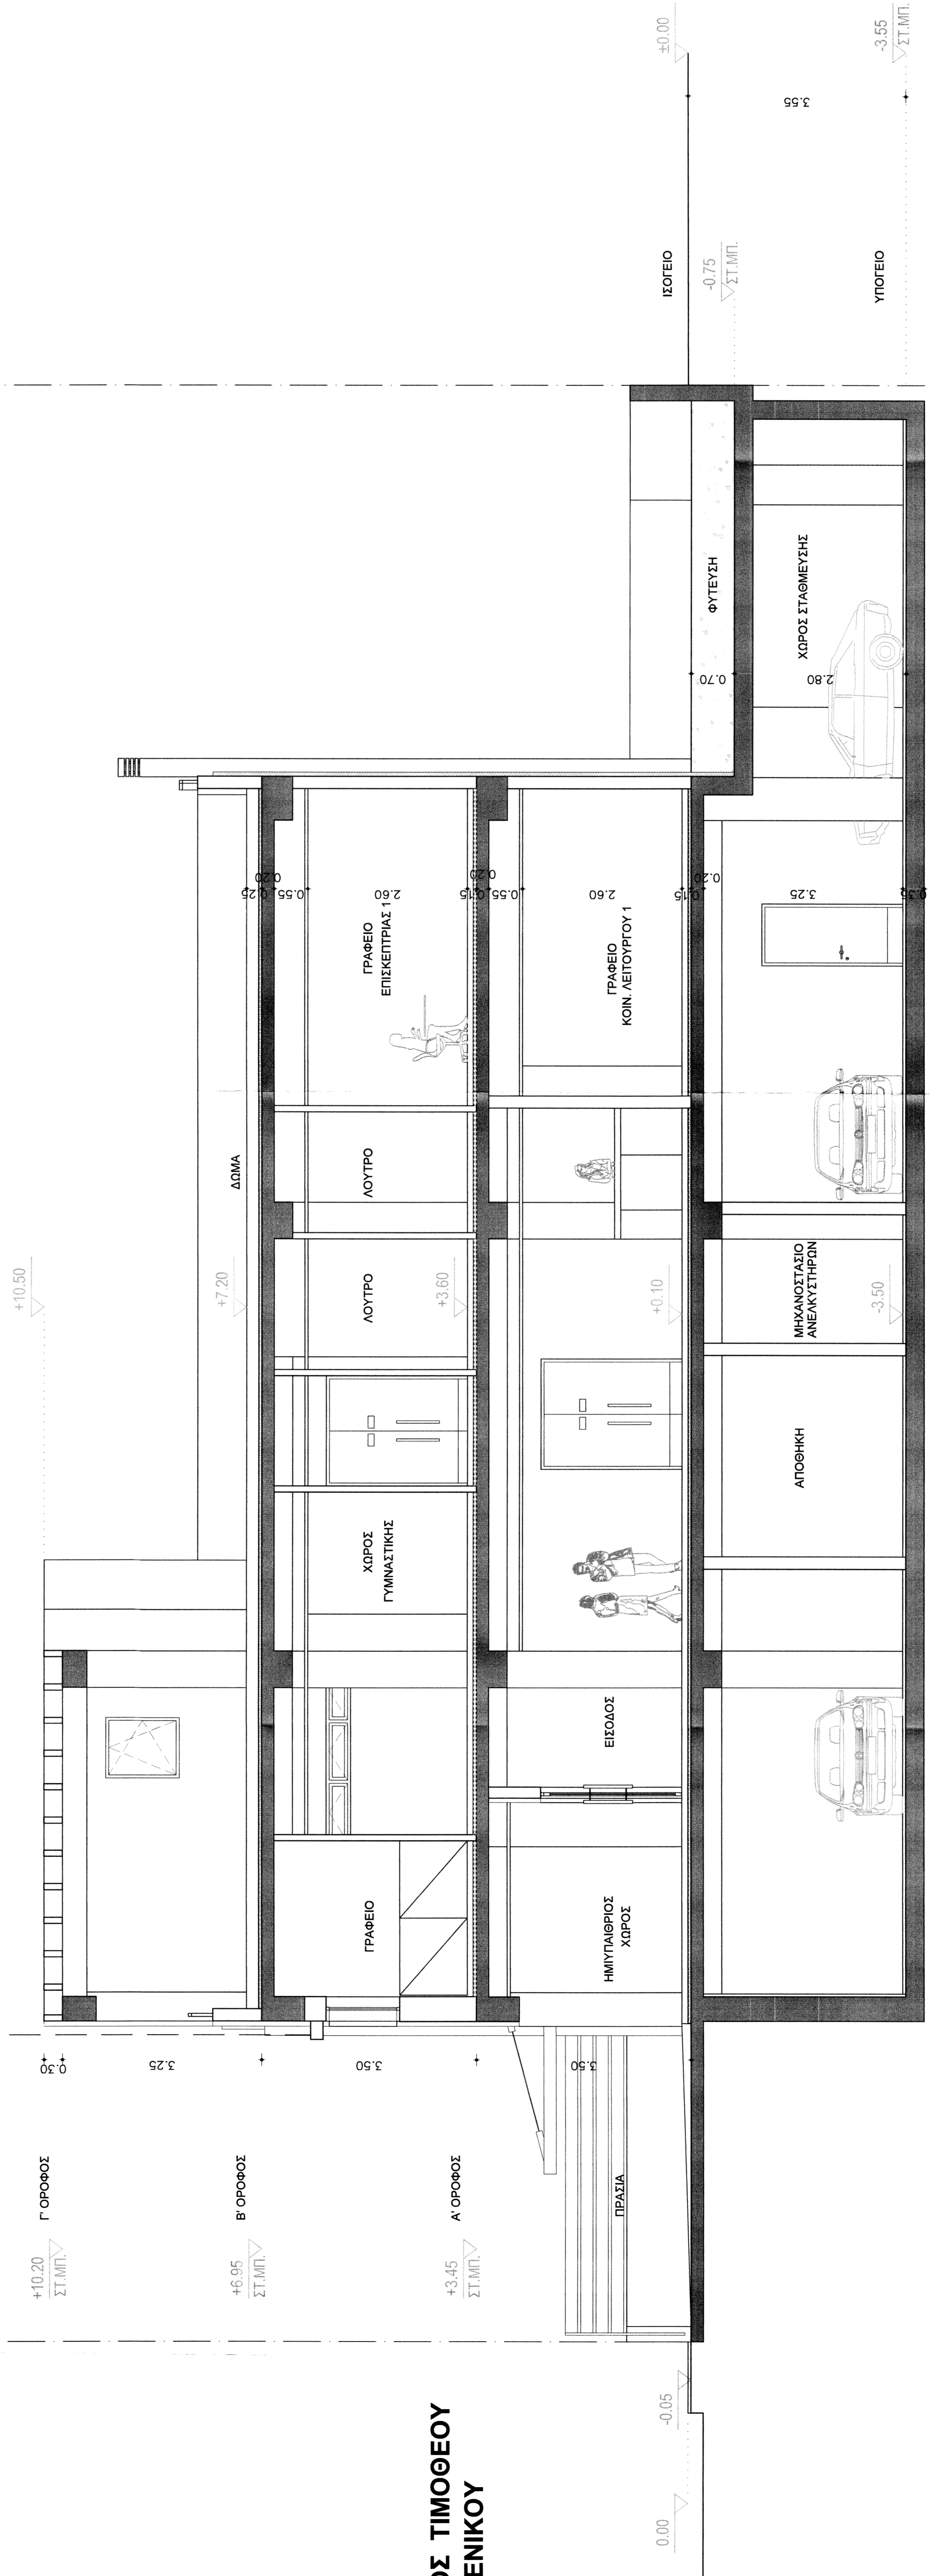 ±0.00
-3.55
ΣΤ.ΜΠ.
3.55
ΙΣΟΓΕΙΟ
-0.75
ΣΤ.ΜΠ.
ΥΠΟΓΕΙΟ
ΦΥΤΕΥΣΗ
0.70
ΧΩΡΟΣ ΣΤΑΘΜΕΥΣΗΣ
2.80
0.25
0.20
0.55
2.60
0.15
0.20
0.55
2.60
0.15
0.20
3.25
ΓΡΑΦΕΙΟ
ΕΠΙΣΚΕΠΤΡΙΑΣ 1
ΓΡΑΦΕΙΟ
ΚΟΙΝ. ΛΕΙΤΟΥΡΓΟΥ 1
ΔΩΜΑ
ΛΟΥΤΡΟ
ΛΟΥΤΡΟ
+10.50
+7.20
+3.60
+0.10
-3.50
ΜΗΧΑΝΟΣΤΑΣΙΟ
ΑΝΕΛΚΥΣΤΗΡΩΝ
ΑΠΟΘΗΚΗ
ΧΩΡΟΣ
ΓΥΜΝΑΣΤΙΚΗΣ
ΕΙΣΟΔΟΣ
ΓΡΑΦΕΙΟ
ΗΜΙΥΠΑΙΘΡΙΟΣ
ΧΩΡΟΣ
0.30
3.25
3.50
3.50
Γ' ΟΡΟΦΟΣ
+10.20
ΣΤ.ΜΠ.
Β' ΟΡΟΦΟΣ
+6.95
ΣΤ.ΜΠ.
Α' ΟΡΟΦΟΣ
+3.45
ΣΤ.ΜΠ.
ΠΡΑΣΙΑ
-0.05
0.00
ΟΣ ΤΙΜΟΘΕΟΥ
ΕΝΙΚΟΥ